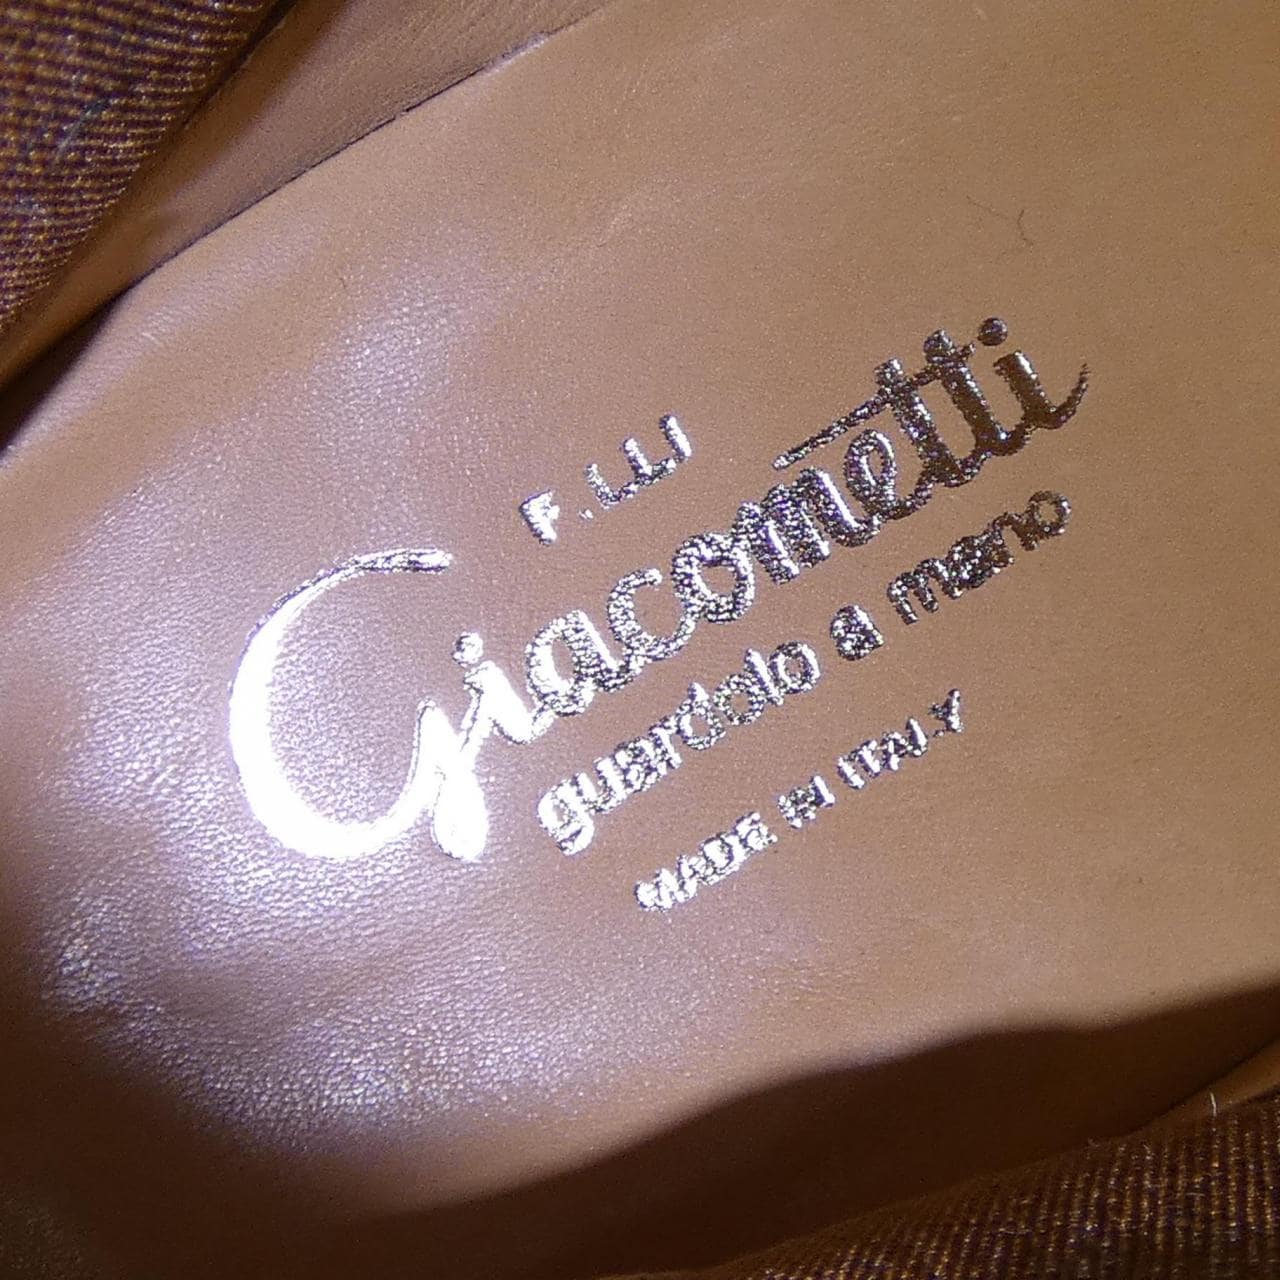 F.LLI
Giacometti
guardolo a mano
MADE IN ITALY